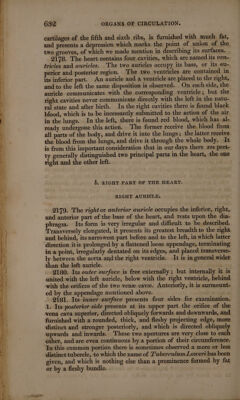 682 ORGANS OF CIRCULATION.
cartilages of the fifth and sixth ribs, is furnished with much fat,
and presents a depression which marks the point of union of the
two grooves, of which we made mention in describing its surfaces.
2178. The heart contains four cavities, which are named its ven-
tricles and auricles. The two auricles occupy its base, or its su-
perior and posterior region. The two ventricles are contained in
its inferior part. An auricle and a ventricle are placed to the right,
and to the left the same disposition is observed. On each side, the
auricle communicates with the corresponding ventricle; but the
right cavities never communicate directly with the left in the natu-
ral state and after birth. In the right cavities there is found black
blood, which is to be incessantly submitted to the action of the air
in the lungs. In the left, there is found red blood, which has al-
ready undergone this action. The former receive the blood from
all parts of the body, and drive it into the lungs; the latter receive
the blood from the lungs, and drive it through the whole body. It
is from this important consideration that in our days there are pret-
ty generally distinguished two principal parts in the heart, the one
right and the other left.
b. RIGHT PART OF THE HEART.
RIGHT AURICLE.
2179. The right or anterior auricle occupies the inferior, right,
and anterior part of the base of the heart, and rests upon the dia-
phragm. Its form is very irregular and difficult to be described.
Transversely elongated, it presents its greatest breadth to the right
and behind, its narrowest part before and to the left, in which latter
direction it is prolonged by a flattened loose appendage, terminating
in a point, irregularly dentated on its edges, and placed transverse-
ly between the aorta and the right ventricle. It is in general wider
than the left auricle.
2180. Its outer surface is free externally; but internally it is
united with the left auricle, below with the right ventricle, behind
with the orifices of the two venæ cavæ. Anteriorly, it is surmount-
ed by the appendage mentioned above.
2181. Its inner surface presents four sides for examination.
1. Its posterior side presents at its upper part the orifice of the
vena cava superior, directed obliquely forwards and downwards, and
furnished with a rounded, thick, and fleshy projecting edge, more
distinct and stronger posteriorly, and which is directed obliquely
upwards and inwards. These two apertures are very close to each
other, and are even continuous by a portion of their circumference.
In this common portion there is sometimes observed a more or less
distinct tubercle, to which the name of Tuberculum Loweri has been
given, and which is nothing else than a prominence formed by fat
or by a fleshy bundle.